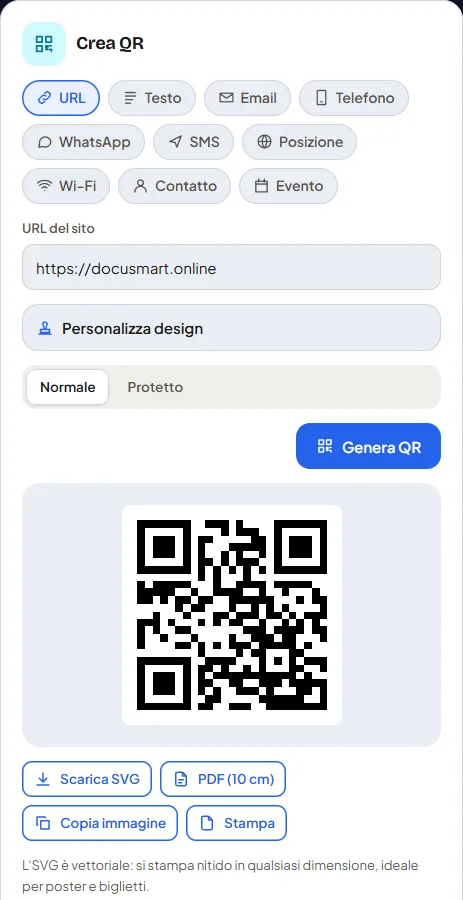 Crea QR
URL
Testo
Email
Telefono
WhatsApp
SMS
Posizione
Wi-Fi
Contatto
Evento
URL del sito
https://docusmart.online
Personalizza design
Normale
Protetto
Genera QR
Scarica SVG
PDF (10 cm)
Copia immagine
Stampa
L'SVG è vettoriale: si stampa nitido in qualsiasi dimensione, ideale
per poster e biglietti.